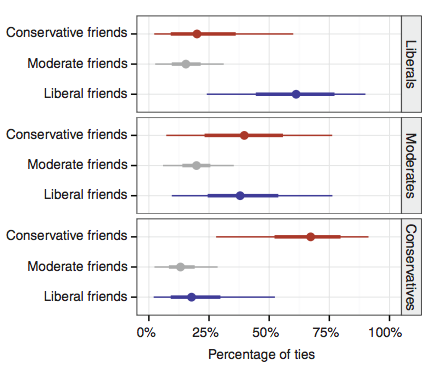 Conservative friends
Moderate friends
Liberal friends
Liberals
Conservative friends
Moderate friends
Liberal friends
Moderates
Conservative friends
Moderate friends
Liberal friends
Conservatives
0% 25% 50% 75% 100%
Percentage of ties